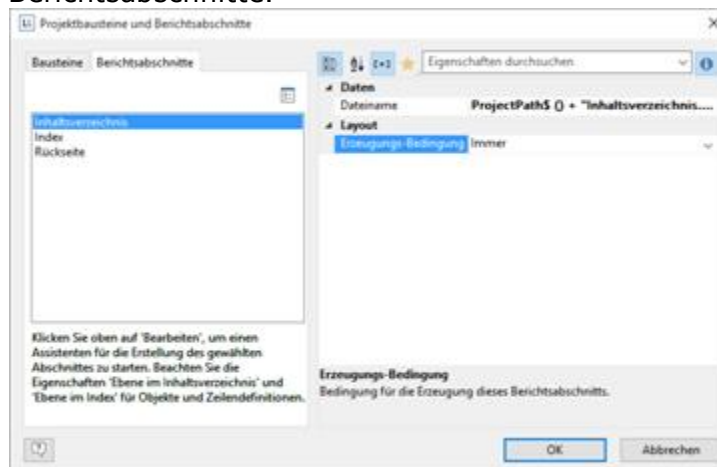 Berichtsabschnitte.
Projektbausteine und Berichtsabschnitte
Bausteine Berichtsabschnitte
Eigenschaften durchsuchen
Inhaltsverzeichnis
Index
Rückseite
Daten
Dateiname ProjectPath$ () + "Inhaltsverzeichnis....
Layout
Erzeugungs-Bedingung Immer
Klicken Sie oben auf 'Bearbeiten', um einen
Assistenten für die Erstellung des gewählten
Abschnittes zu starten. Beachten Sie die
Eigenschaften 'Ebene im Inhaltsverzeichnis' und
'Ebene im Index' für Objekte und Zeilendefinitionen.
Erzeugungs-Bedingung
Bedingung für die Erzeugung dieses Berichtsabschnitts.
OK Abbrechen